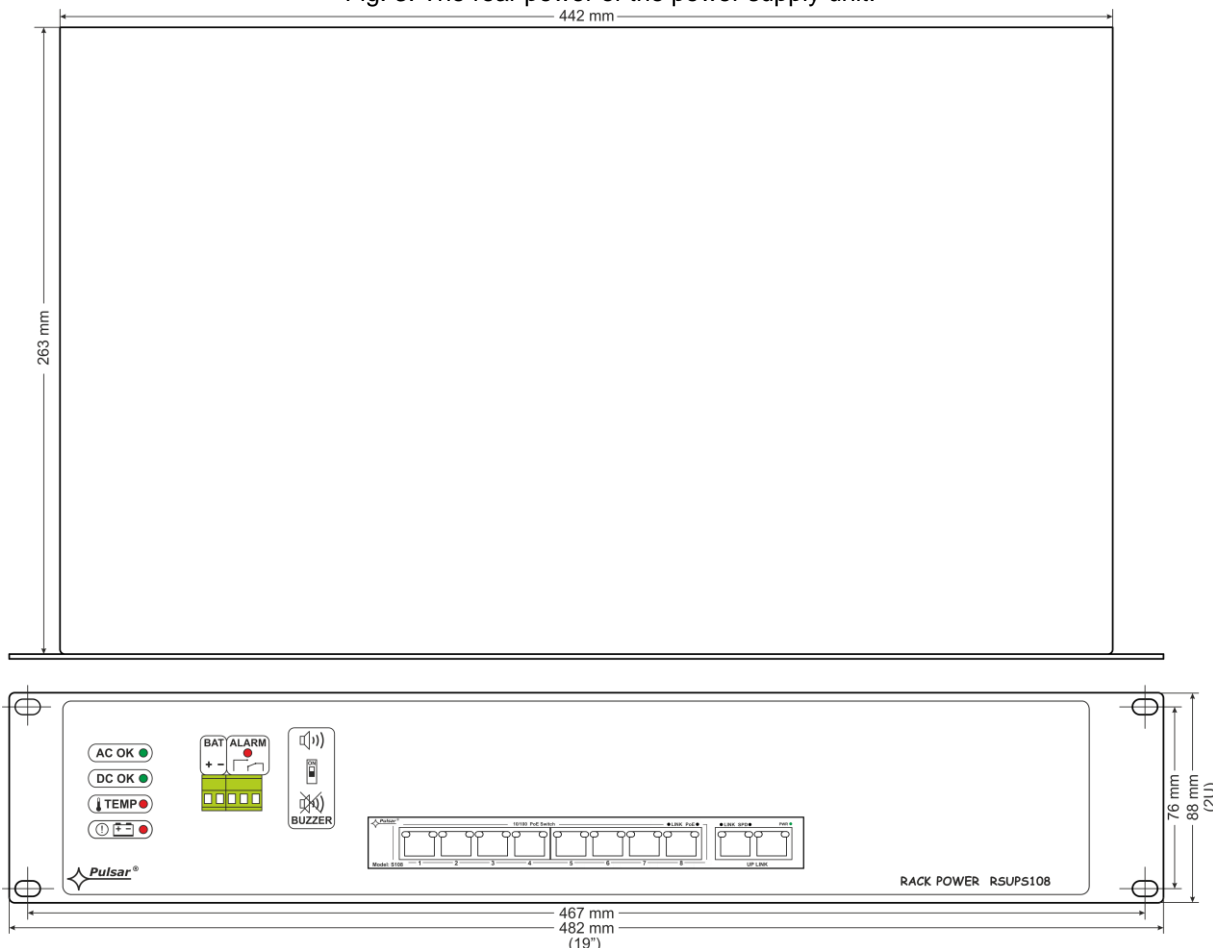 Fig. 3. The rear power of the power supply unit.
442 mm
263 mm
AC OK
DC OK
TEMP
BAT ALARM
+ -
ON
BUZZER
Pulsar®
10/100 PoE Switch
LINK PoE
LINK SPD
PWR
Model: S108
1 2 3 4 5 6 7 8
UP LINK
Pulsar®
RACK POWER RSUPS108
76 mm
88 mm
(2U)
467 mm
482 mm
(19")